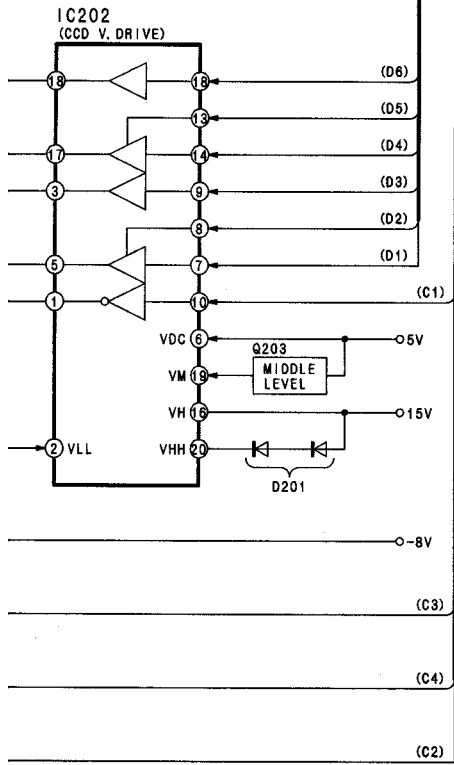 IC202
(CCD V. DRIVE)
18 18 (D6)
13 (D5)
17 14 (D4)
3 9 (D3)
8 (D2)
5 7 (D1)
1 10 (C1)
VDC 6 5V
Q203
VM 19 MIDDLE
LEVEL
VH 16 15V
2 VLL VHH 20
D201
-8V
(C3)
(C4)
(C2)